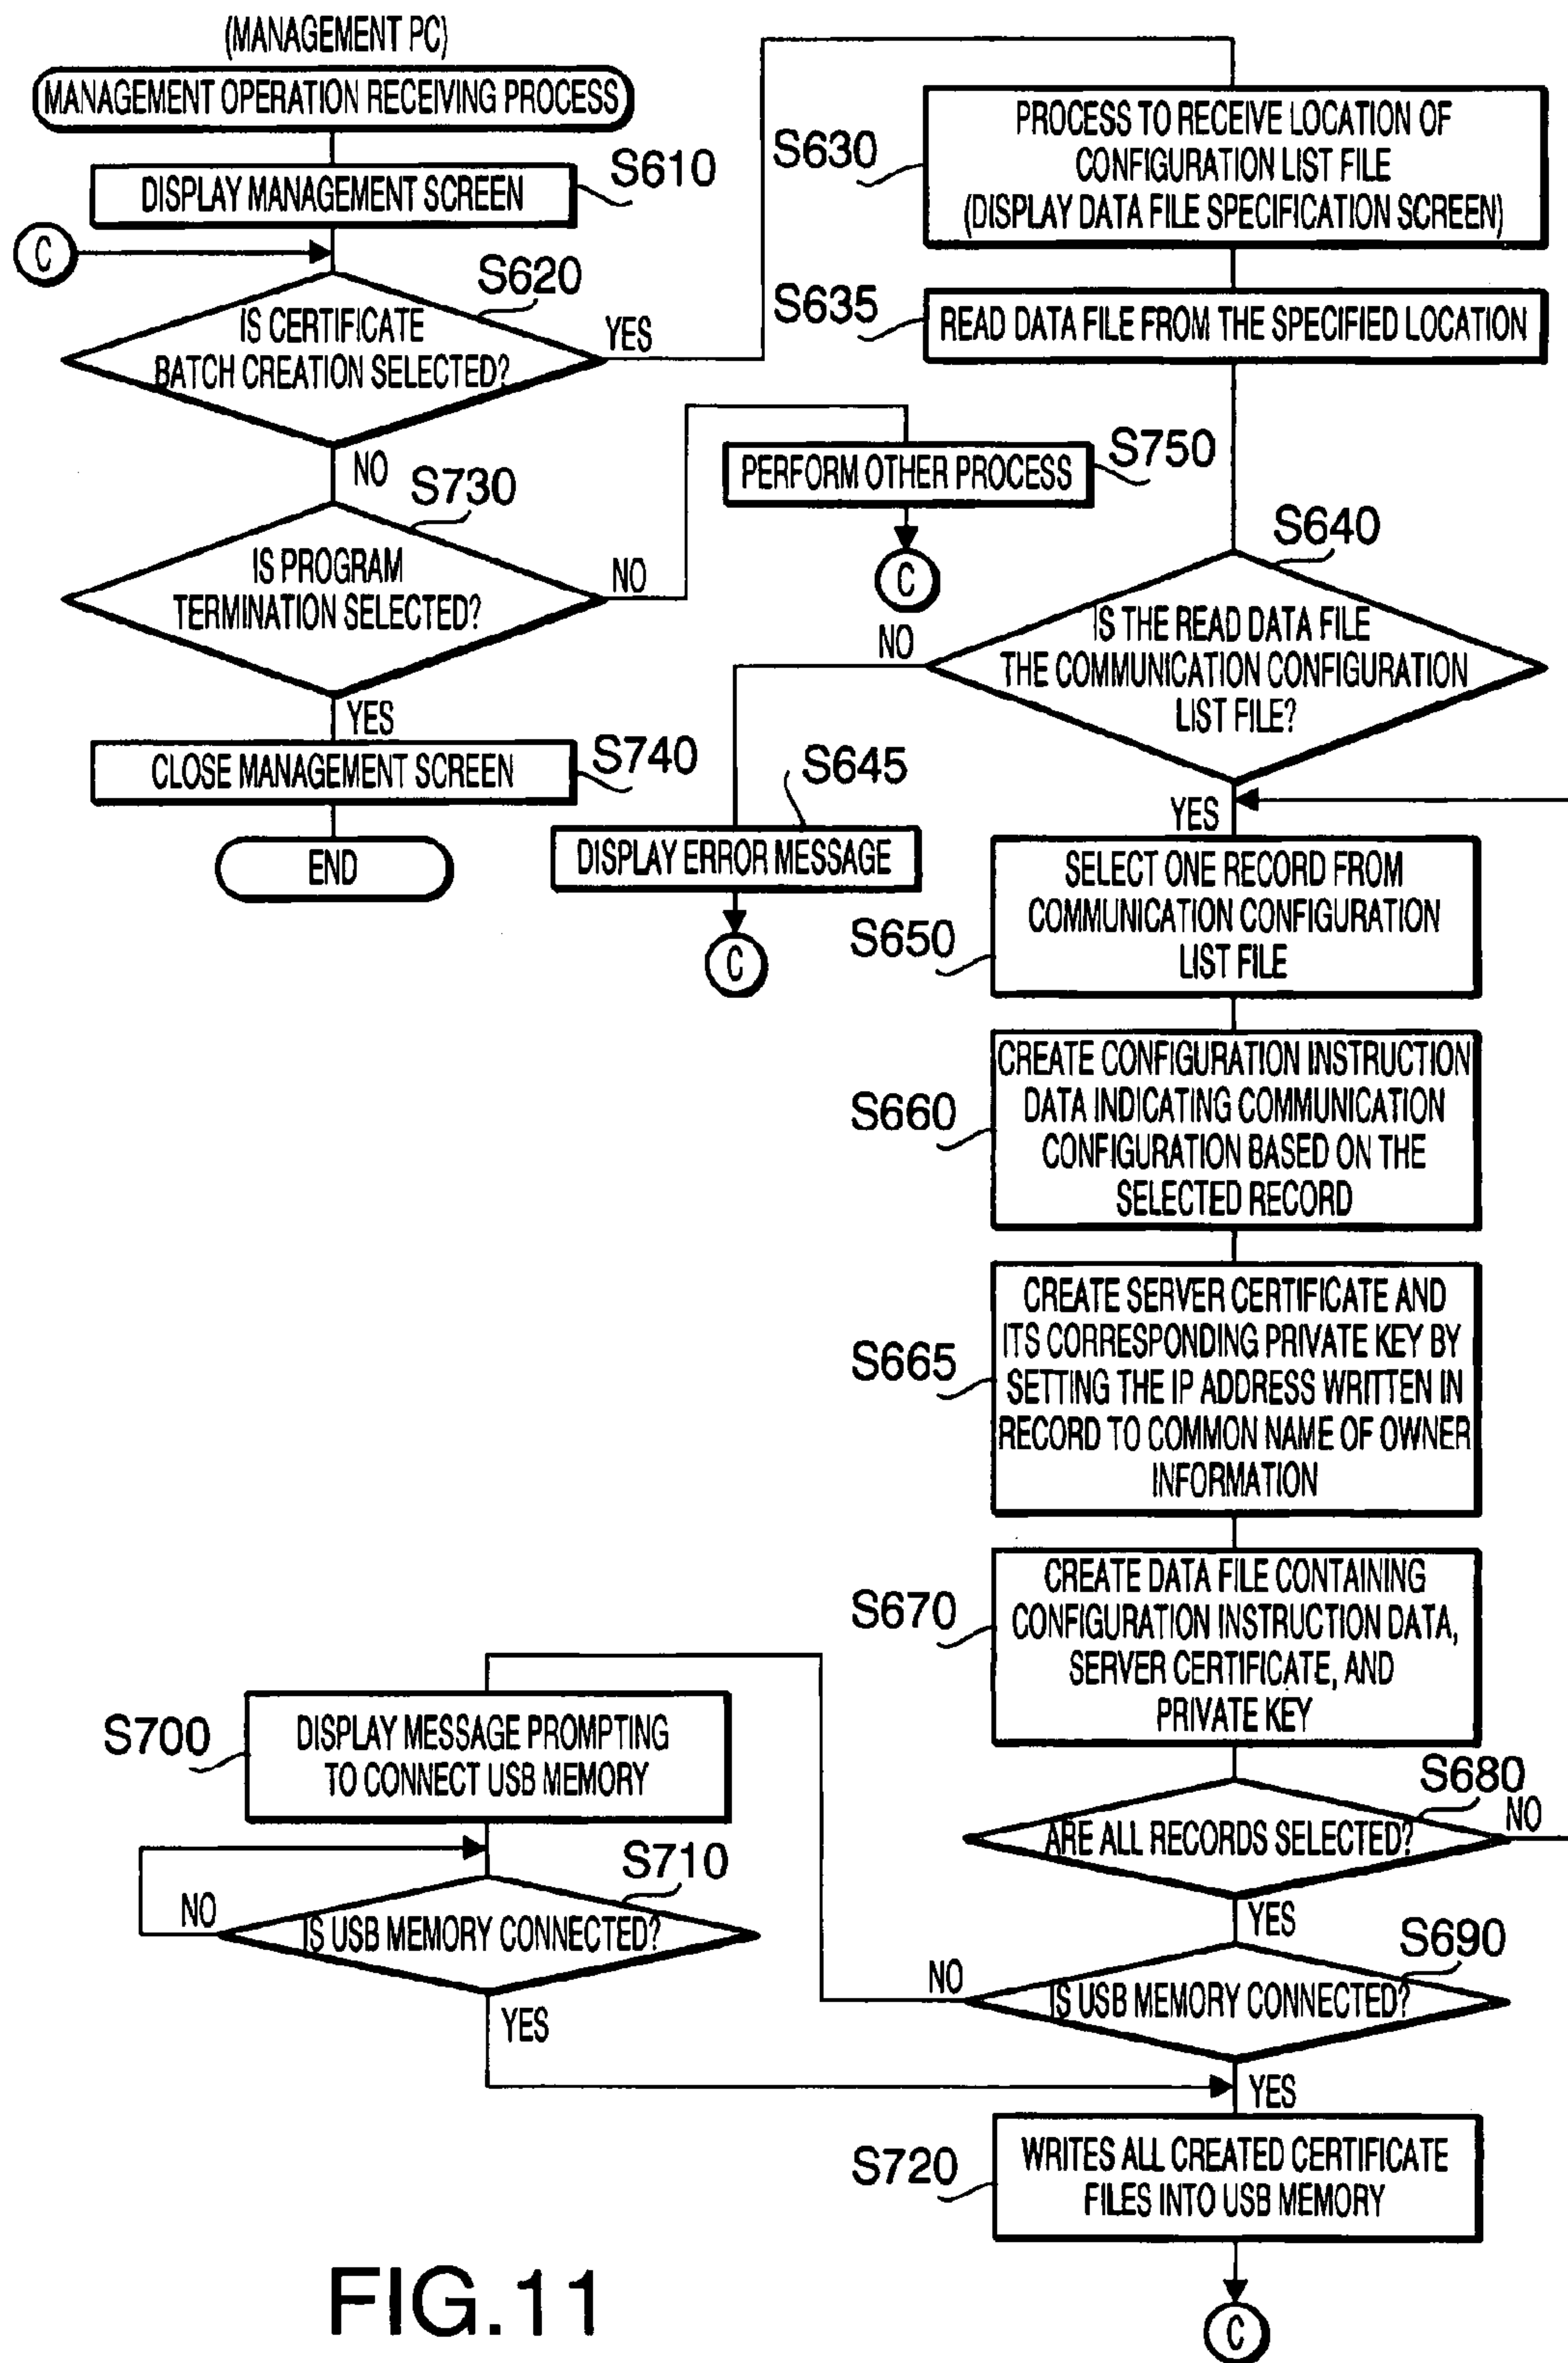 (MANAGEMENT PC)
MANAGEMENT OPERATION RECEIVING PROCESS
DISPLAY MANAGEMENT SCREEN
S610
C
S620
IS CERTIFICATE
BATCH CREATION SELECTED?
YES
NO
S730
IS PROGRAM
TERMINATION SELECTED?
NO
YES
CLOSE MANAGEMENT SCREEN
S740
END
PERFORM OTHER PROCESS
S750
C
S630
PROCESS TO RECEIVE LOCATION OF
CONFIGURATION LIST FILE
(DISPLAY DATA FILE SPECIFICATION SCREEN)
S635
READ DATA FILE FROM THE SPECIFIED LOCATION
S640
IS THE READ DATA FILE
THE COMMUNICATION CONFIGURATION
LIST FILE?
NO
S645
DISPLAY ERROR MESSAGE
C
YES
S650
SELECT ONE RECORD FROM
COMMUNICATION CONFIGURATION
LIST FILE
S660
CREATE CONFIGURATION INSTRUCTION
DATA INDICATING COMMUNICATION
CONFIGURATION BASED ON THE
SELECTED RECORD
S665
CREATE SERVER CERTIFICATE AND
ITS CORRESPONDING PRIVATE KEY BY
SETTING THE IP ADDRESS WRITTEN IN
RECORD TO COMMON NAME OF OWNER
INFORMATION
S670
CREATE DATA FILE CONTAINING
CONFIGURATION INSTRUCTION DATA,
SERVER CERTIFICATE, AND
PRIVATE KEY
S680
ARE ALL RECORDS SELECTED?
NO
YES
S690
IS USB MEMORY CONNECTED?
NO
S700
DISPLAY MESSAGE PROMPTING
TO CONNECT USB MEMORY
S710
IS USB MEMORY CONNECTED?
NO
YES
YES
S720
WRITES ALL CREATED CERTIFICATE
FILES INTO USB MEMORY
C
FIG.11